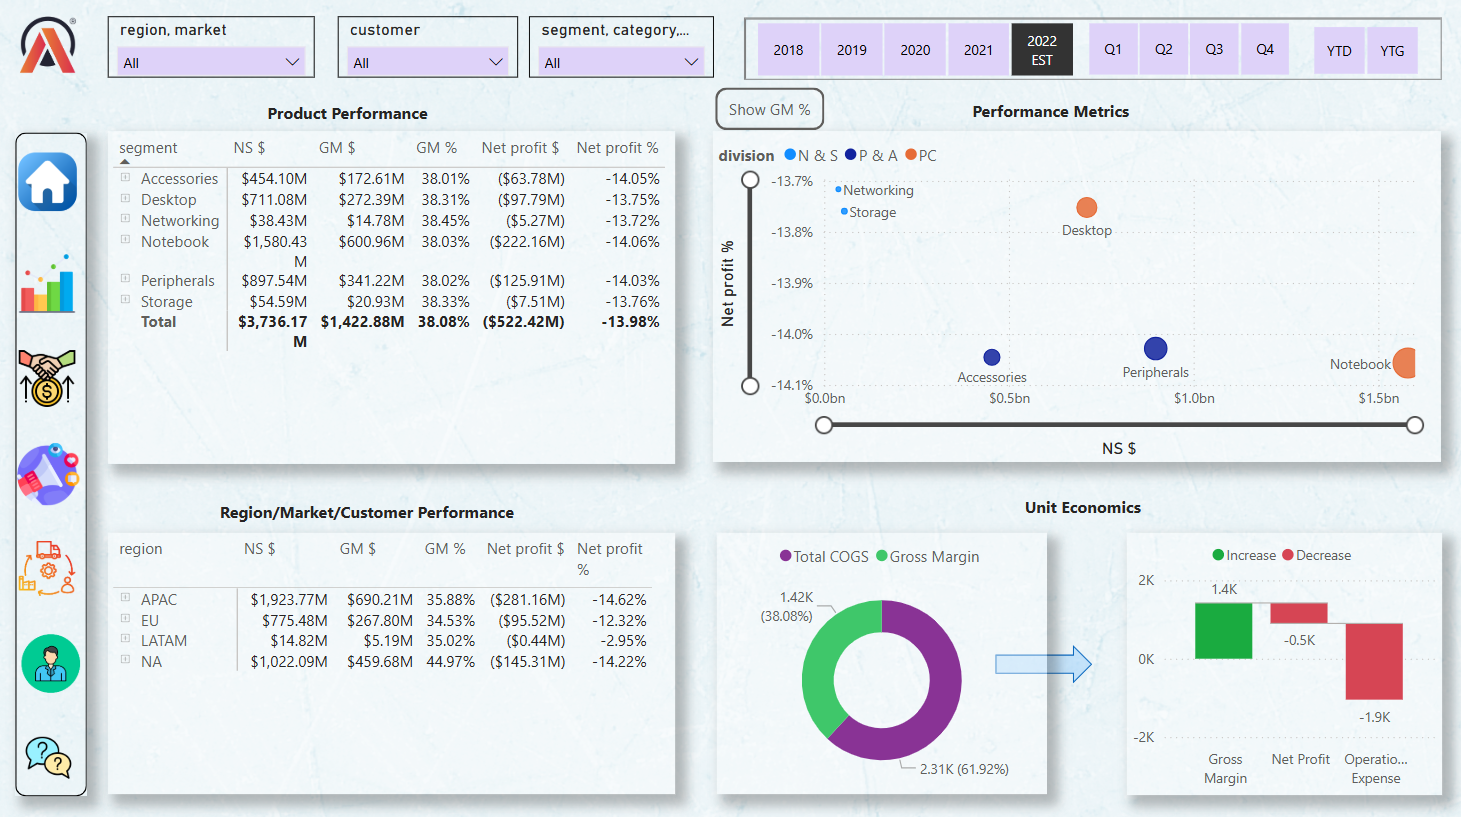 region, market
All
customer
All
segment, category,...
All
2018
2019
2020
2021
2022
EST
Q1
Q2
Q3
Q4
YTD
YTG
Product Performance
segment NS $ GM $ GM % Net profit $ Net profit %
Accessories $454.10M $172.61M 38.01% ($63.78M) -14.05%
Desktop $711.08M $272.39M 38.31% ($97.79M) -13.75%
Networking $38.43M $14.78M 38.45% ($5.27M) -13.72%
Notebook $1,580.43 $600.96M 38.03% ($222.16M) -14.06%
M
Peripherals $897.54M $341.22M 38.02% ($125.91M) -14.03%
Storage $54.59M $20.93M 38.33% ($7.51M) -13.76%
Total $3,736.17 $1,422.88M 38.08% ($522.42M) -13.98%
M
Show GM %
Performance Metrics
division N & S P & A PC
Net profit %
-13.7%
-13.8%
-13.9%
-14.0%
-14.1%
Networking
Storage
Desktop
Accessories
Peripherals
Notebook
$0.0bn
$0.5bn
$1.0bn
$1.5bn
NS $
Region/Market/Customer Performance
region NS $ GM $ GM % Net profit $ Net profit
%
APAC $1,923.77M $690.21M 35.88% ($281.16M) -14.62%
EU $775.48M $267.80M 34.53% ($95.52M) -12.32%
LATAM $14.82M $5.19M 35.02% ($0.44M) -2.95%
NA $1,022.09M $459.68M 44.97% ($145.31M) -14.22%
Unit Economics
Total COGS Gross Margin
1.42K
(38.08%)
2.31K (61.92%)
Increase Decrease
2K
0K
-2K
1.4K
-0.5K
-1.9K
Gross
Margin
Net Profit
Operatio...
Expense